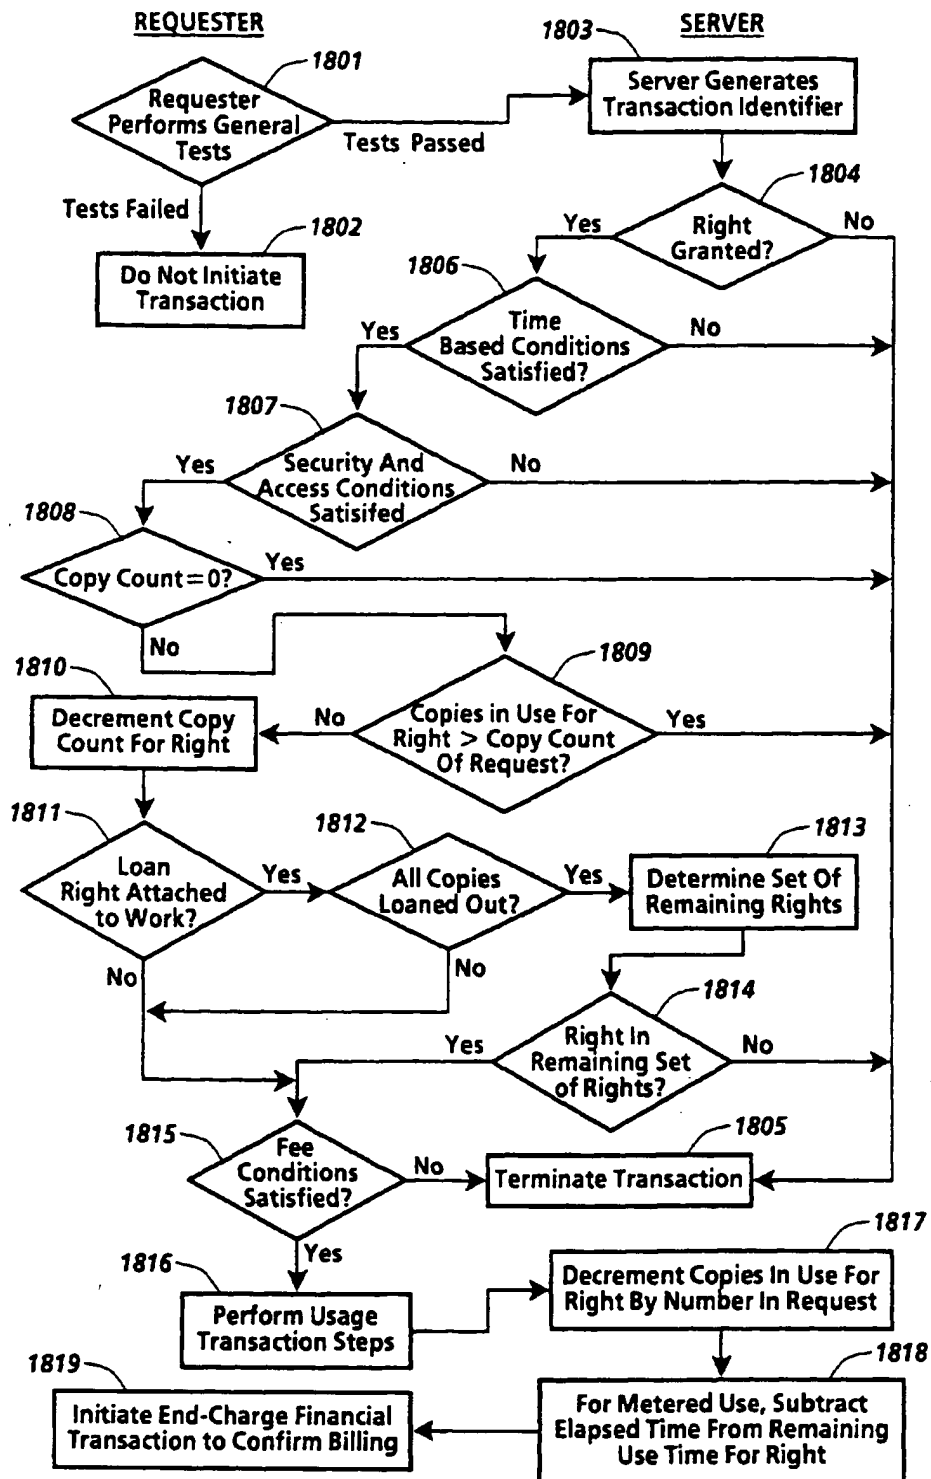 REQUESTER
SERVER
1801
Requester
Performs General
Tests
Tests Passed
Tests Failed
1802
Do Not Initiate
Transaction
1803
Server Generates
Transaction Identifier
1804
Right
Granted?
Yes
No
1806
Time
Based Conditions
Satisfied?
Yes
No
1807
Security And
Access Conditions
Satisifed
Yes
No
1808
Copy Count=0?
Yes
No
1809
Copies in Use For
Right > Copy Count
Of Request?
No
Yes
1810
Decrement Copy
Count For Right
1811
Loan
Right Attached
to Work?
Yes
No
1812
All Copies
Loaned Out?
Yes
No
1813
Determine Set Of
Remaining Rights
1814
Right In
Remaining Set
of Rights?
Yes
No
1815
Fee
Conditions
Satisfied?
No
Yes
1805
Terminate Transaction
1816
Perform Usage
Transaction Steps
1817
Decrement Copies In Use For
Right By Number In Request
1818
For Metered Use, Subtract
Elapsed Time From Remaining
Use Time For Right
1819
Initiate End-Charge Financial
Transaction to Confirm Billing